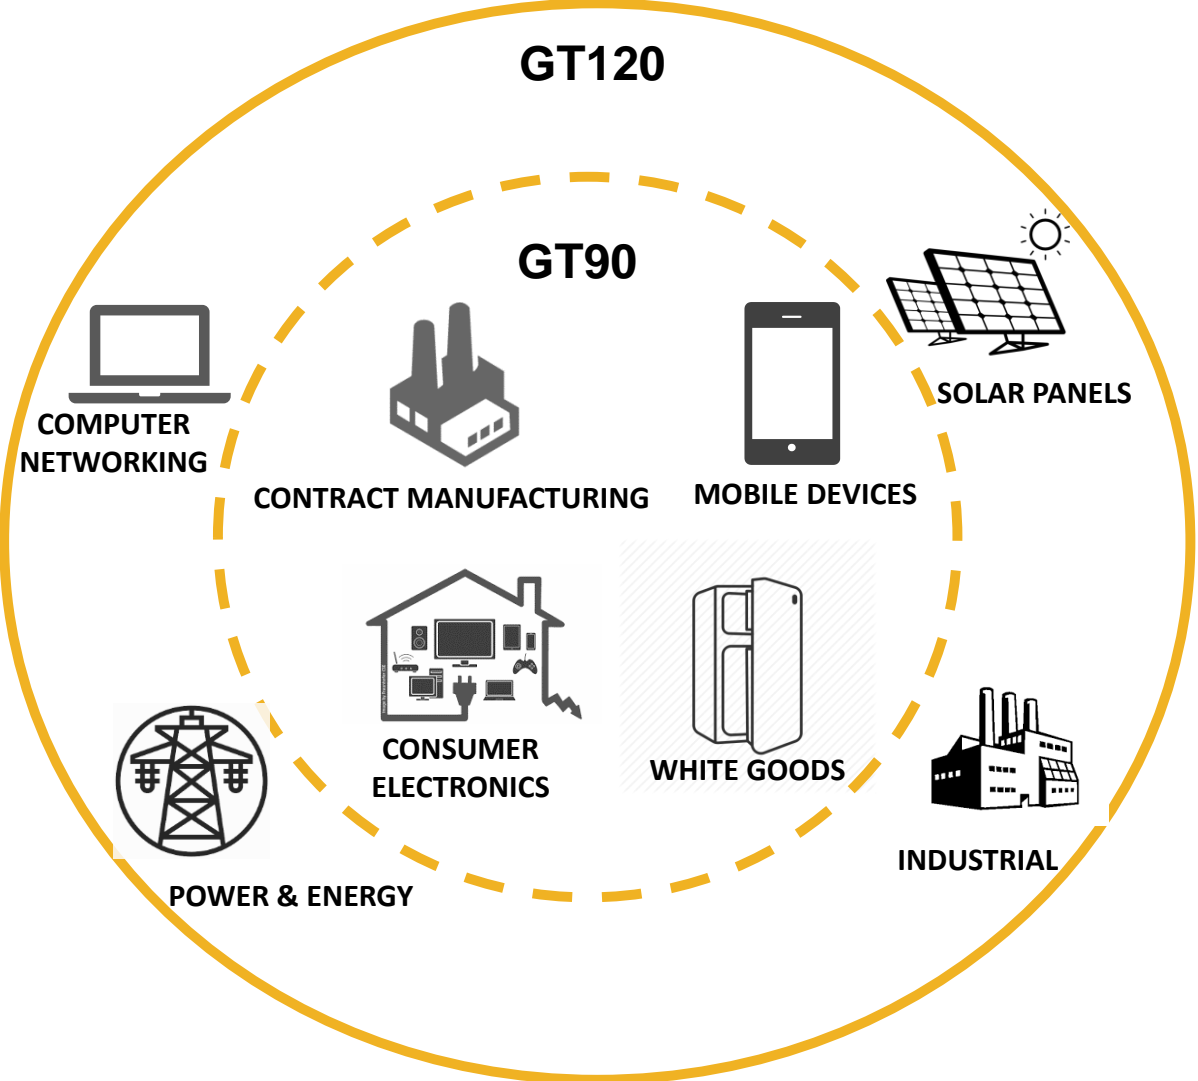 GT120
GT90
SOLAR PANELS
COMPUTER
NETWORKING
CONTRACT MANUFACTURING
MOBILE DEVICES
CONSUMER
ELECTRONICS
WHITE GOODS
INDUSTRIAL
POWER & ENERGY